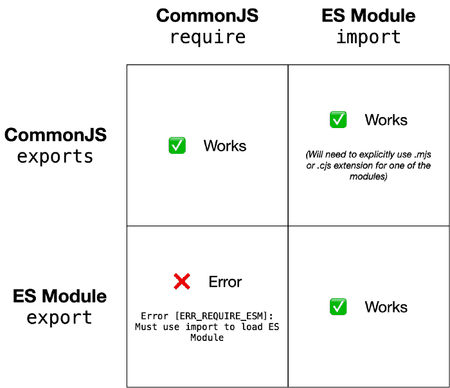 CommonJS
require
ES Module
import
CommonJS
exports
Works
Works
(Will need to explicitly use .mjs
or .cjs extension for one of the
modules)
ES Module
export
Error
Error [ERR_REQUIRE_ESM]:
Must use import to load ES
Module
Works